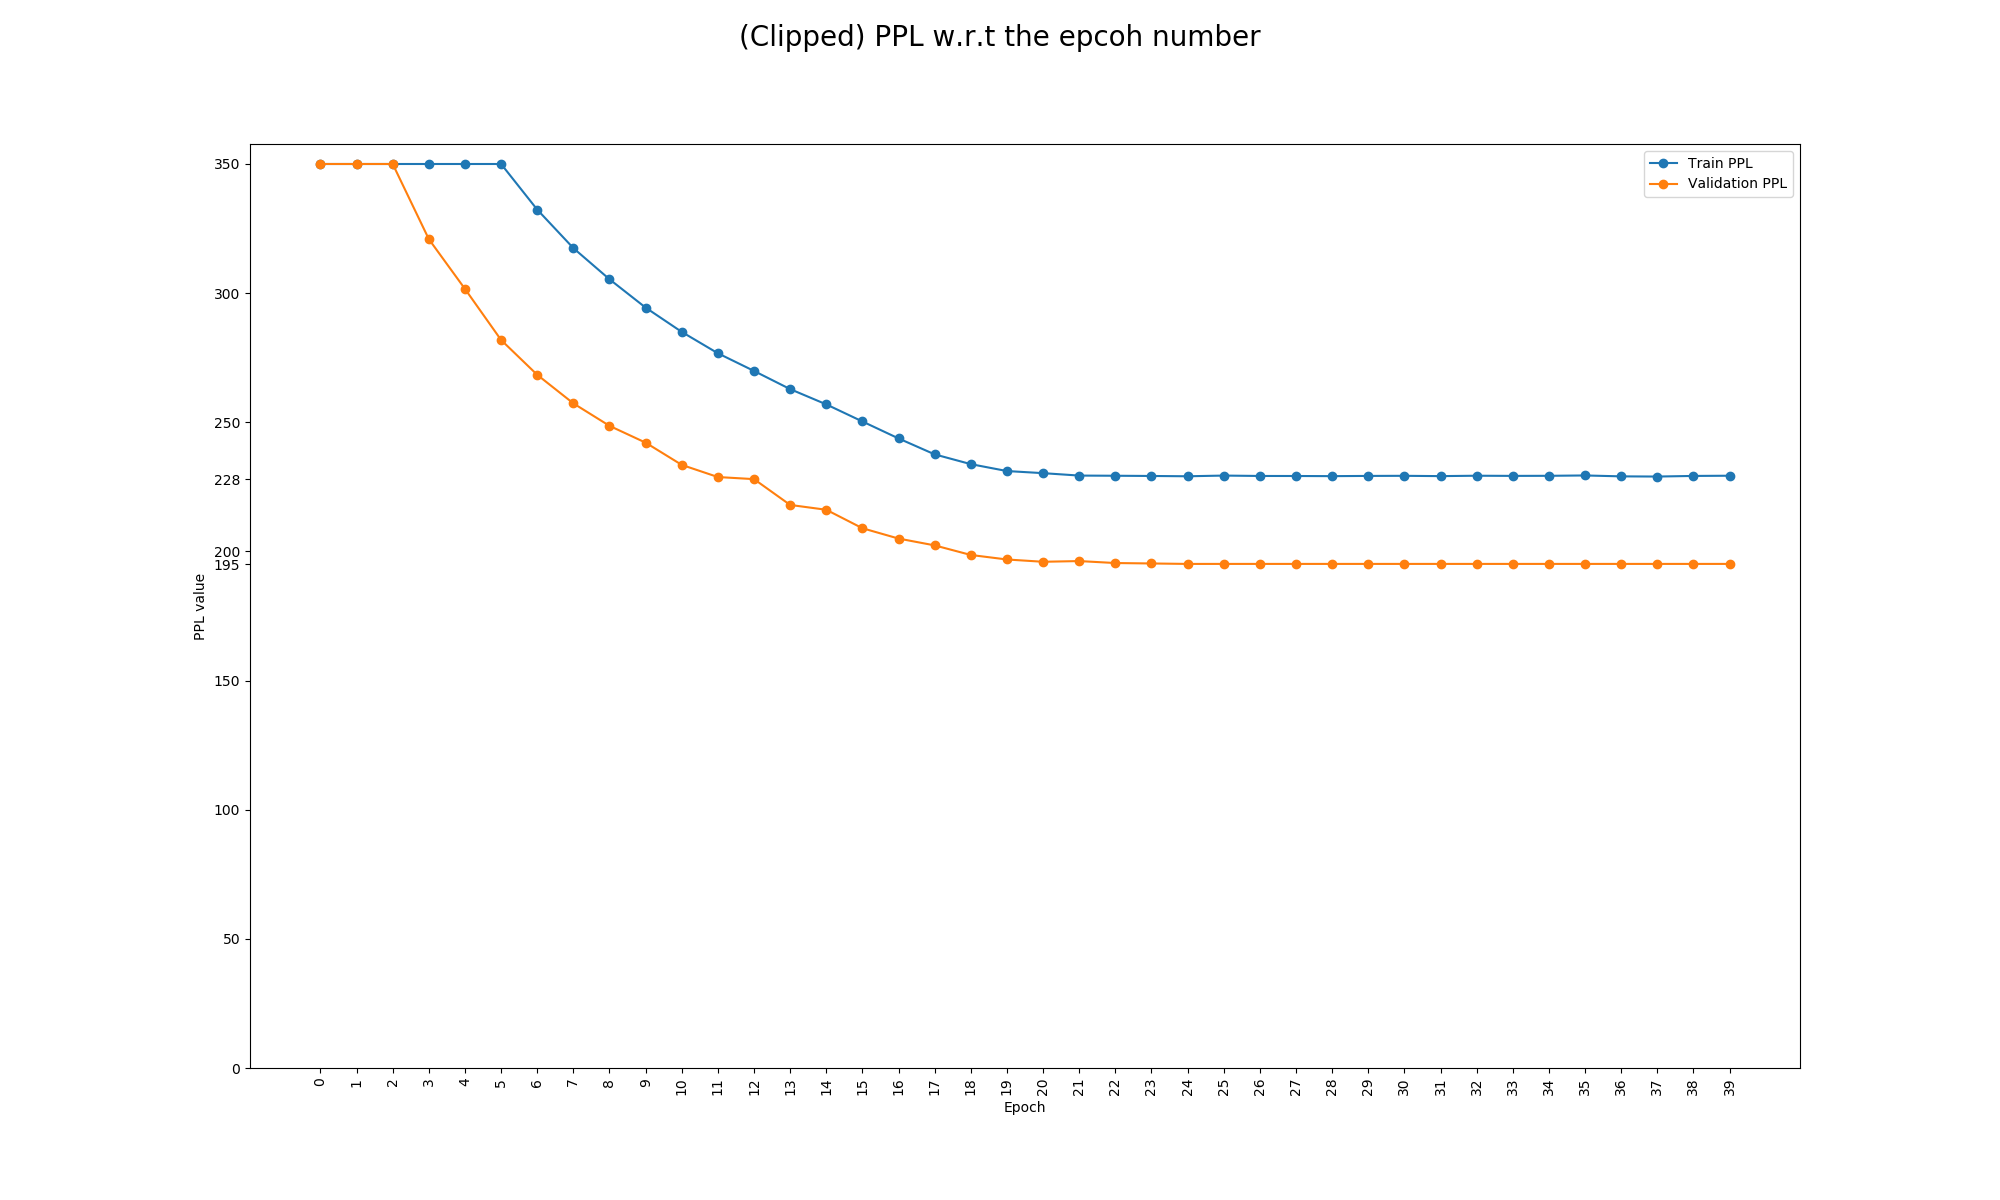 (Clipped) PPL w.r.t the epcoh number
Train PPL
Validation PPL
350
300
250
228
200
195
150
100
50
0
PPL value
0 1 2 3 4 5 6 7 8 9 10 11 12 13 14 15 16 17 18 19 20 21 22 23 24 25 26 27 28 29 30 31 32 33 34 35 36 37 38 39
Epoch